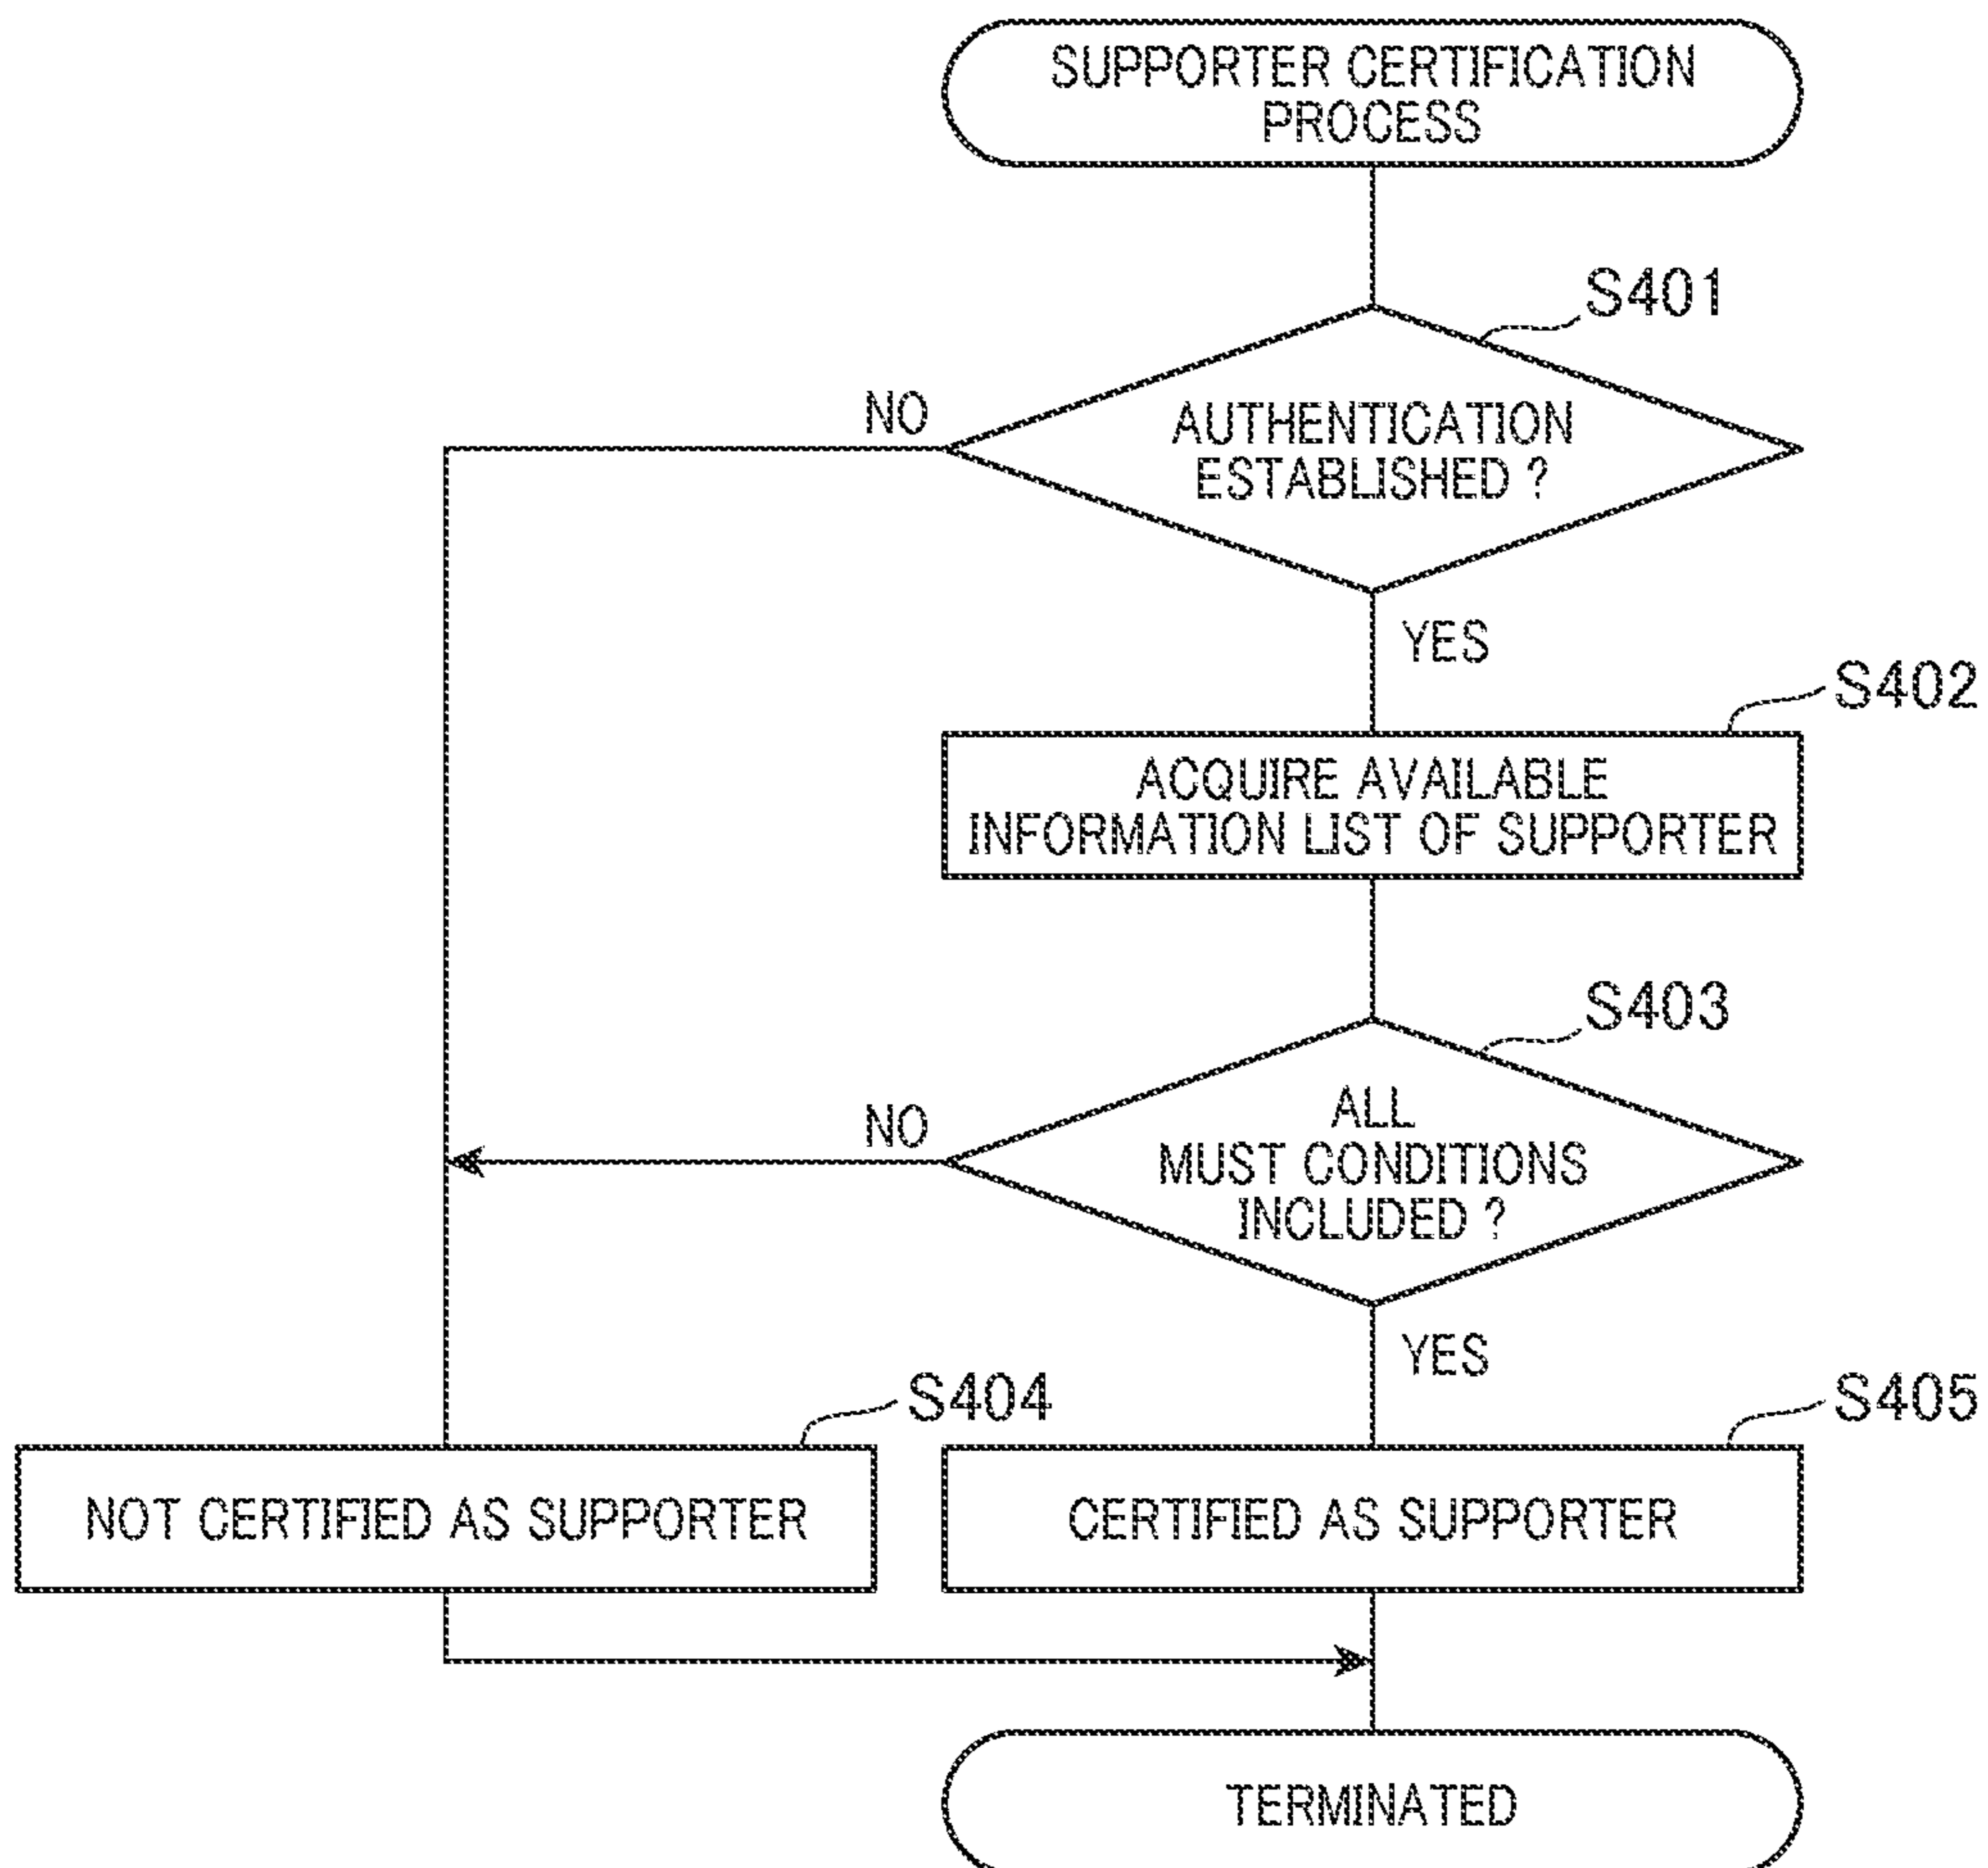 SUPPORTER CERTIFICATION
PROCESS
S401
NO
AUTHENTICATION
ESTABLISHED ?
YES
S402
ACQUIRE AVAILABLE
INFORMATION LIST OF SUPPORTER
S403
NO
ALL
MUST CONDITIONS
INCLUDED ?
YES
S404
S405
NOT CERTIFIED AS SUPPORTER
CERTIFIED AS SUPPORTER
TERMINATED